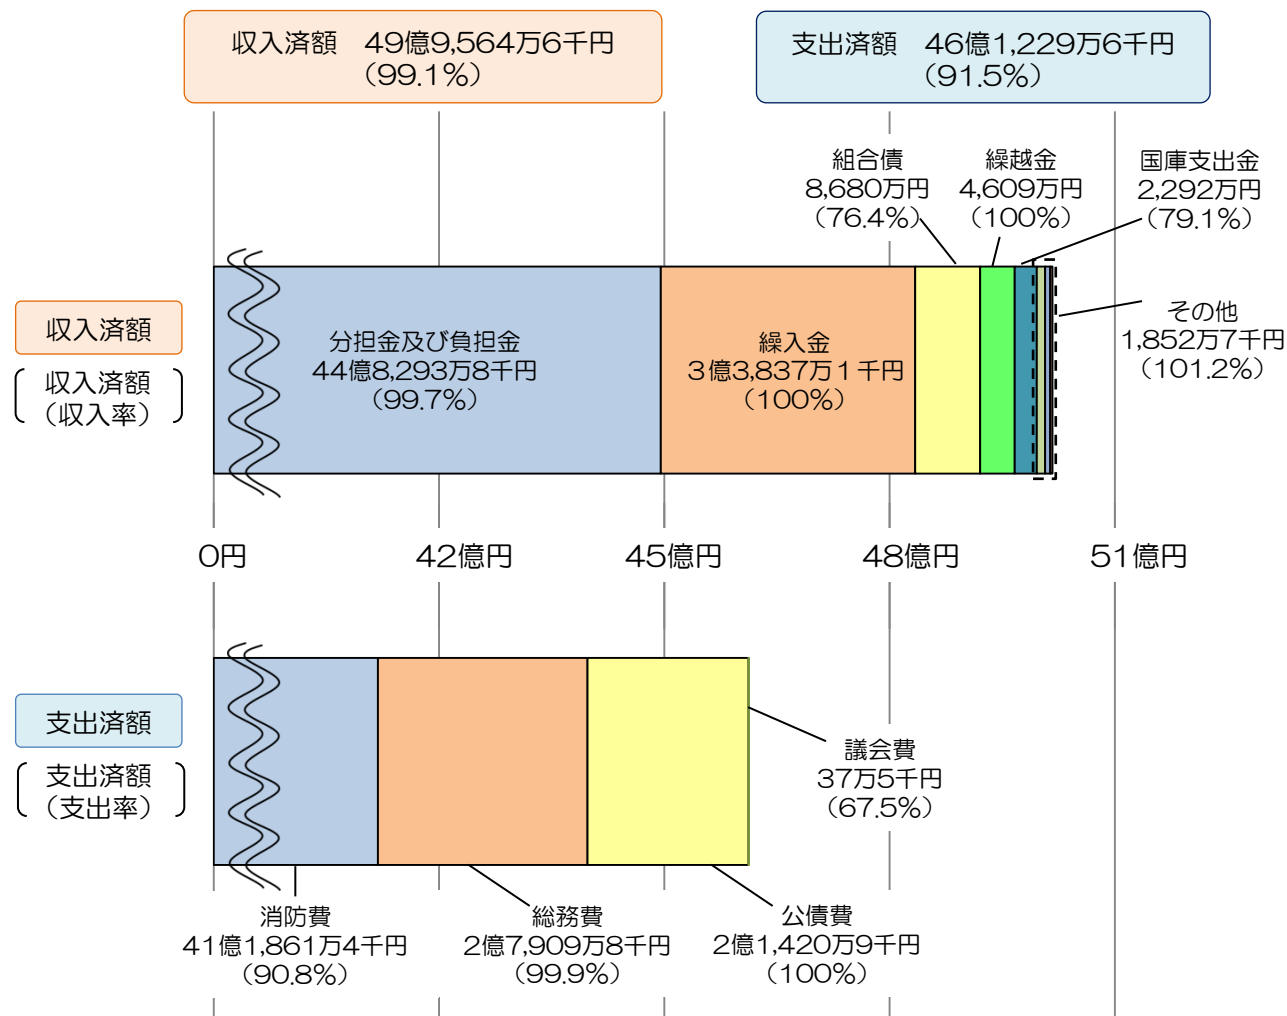 収入済額　49億9,564万6千円
（99.1％）
支出済額　46億1,229万6千円
（91.5％）
組合債
8,680万円
（76.4％）
繰越金
4,609万円
（100％）
国庫支出金
2,292万円
（79.1％）
その他
1,852万7千円
（101.2％）
収入済額
収入済額
（収入率）
分担金及び負担金
44億8,293万8千円
（99.7％）
繰入金
3億3,837万1千円
（100％）
0円
42億円
45億円
48億円
51億円
支出済額
支出済額
（支出率）
議会費
37万5千円
（67.5％）
消防費
41億1,861万4千円
（90.8％）
総務費
2億7,909万8千円
（99.9％）
公債費
2億1,420万9千円
（100％）